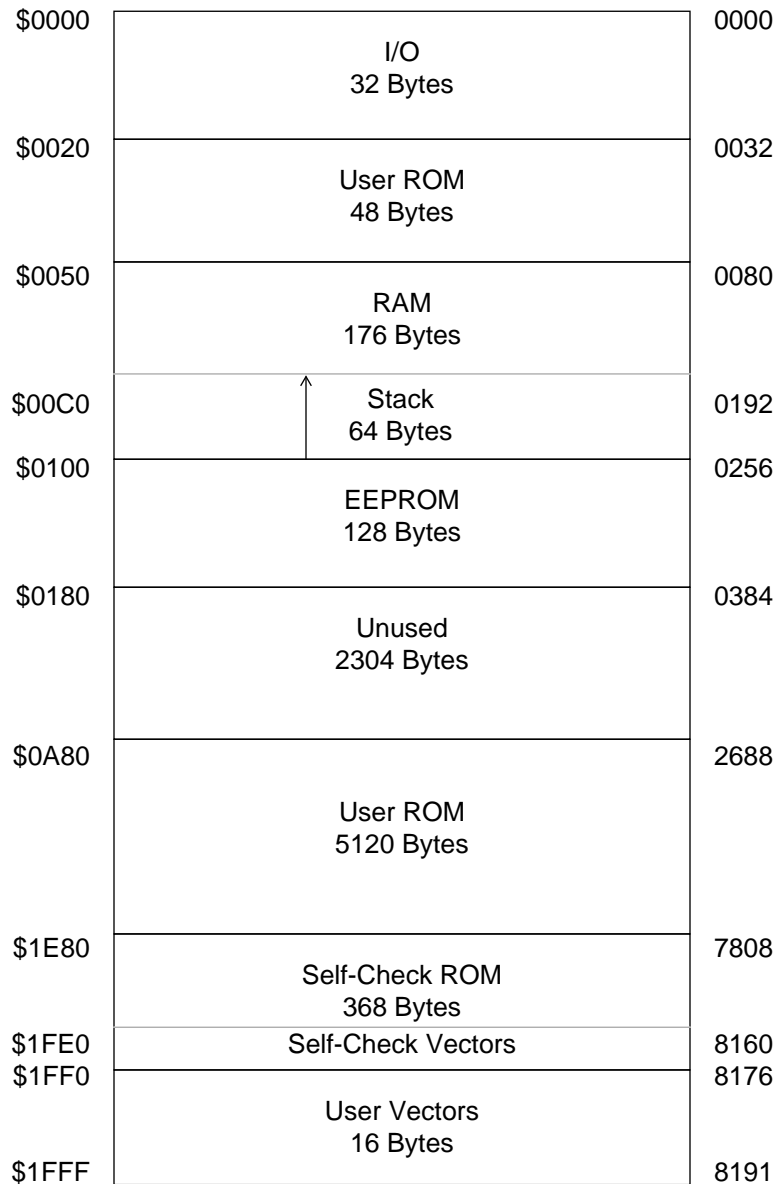 $0000 0000
I/O
32 Bytes
$0020 0032
User ROM
48 Bytes
$0050 0080
RAM
176 Bytes
$00C0 Stack 0192
64 Bytes
$0100 0256
EEPROM
128 Bytes
$0180 0384
Unused
2304 Bytes
$0A80 2688
User ROM
5120 Bytes
$1E80 7808
Self-Check ROM
368 Bytes
$1FE0 Self-Check Vectors 8160
$1FF0 8176
User Vectors
16 Bytes
$1FFF 8191